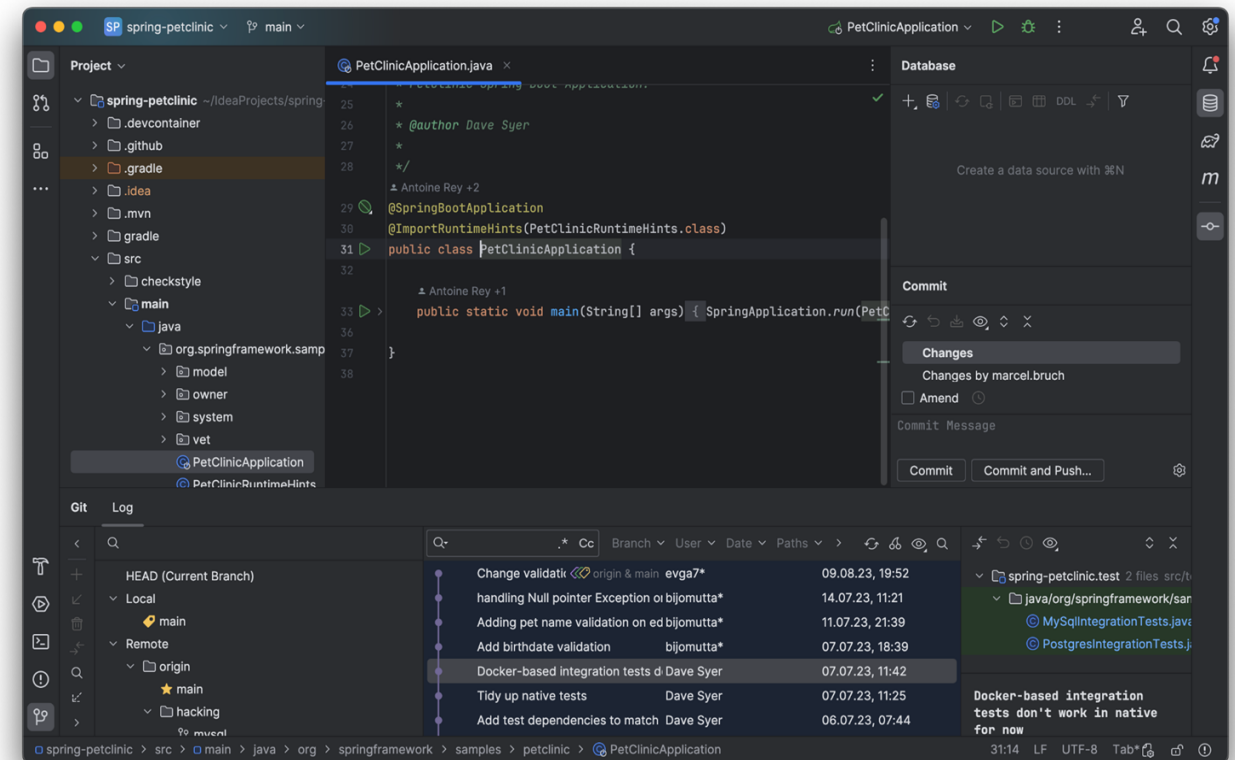 SP spring-petclinic main PetClinicApplication
Project
spring-petclinic ~/IdeaProjects/spring-
.devcontainer
.github
.gradle
.idea
.mvn
gradle
src
checkstyle
main
java
org.springframework.samp
model
owner
system
vet
PetClinicApplication
PetClinicRuntimeHints
PetClinicApplication.java
24 * PetClinic Spring Boot Application.
25 *
26 * @author Dave Syer
27 *
28 */
Antoine Rey +2
29 @SpringBootApplication
30 @ImportRuntimeHints(PetClinicRuntimeHints.class)
31 public class PetClinicApplication {
32
Antoine Rey +1
33 public static void main(String[] args) { SpringApplication.run(PetC
36
37 }
38
Database
DDL
Create a data source with ⌘N
m
Commit
Changes
Changes by marcel.bruch
Amend
Commit Message
Commit Commit and Push...
Git Log
HEAD (Current Branch)
Local
main
Remote
origin
main
hacking
mysql
.* Cc Branch User Date Paths
Change validatic origin & main evga7* 09.08.23, 19:52
handling Null pointer Exception o bijomutta* 14.07.23, 11:21
Adding pet name validation on ed bijomutta* 11.07.23, 21:39
Add birthdate validation bijomutta* 07.07.23, 18:39
Docker-based integration tests d Dave Syer 07.07.23, 11:42
Tidy up native tests Dave Syer 07.07.23, 11:25
Add test dependencies to match Dave Syer 06.07.23, 07:44
spring-petclinic.test 2 files src/t
java/org/springframework/san
MySqlIntegrationTests.java
PostgresIntegrationTests.j
Docker-based integration
tests don't work in native
for now
spring-petclinic > src > main > java > org > springframework > samples > petclinic > PetClinicApplication 31:14 LF UTF-8 Tab*